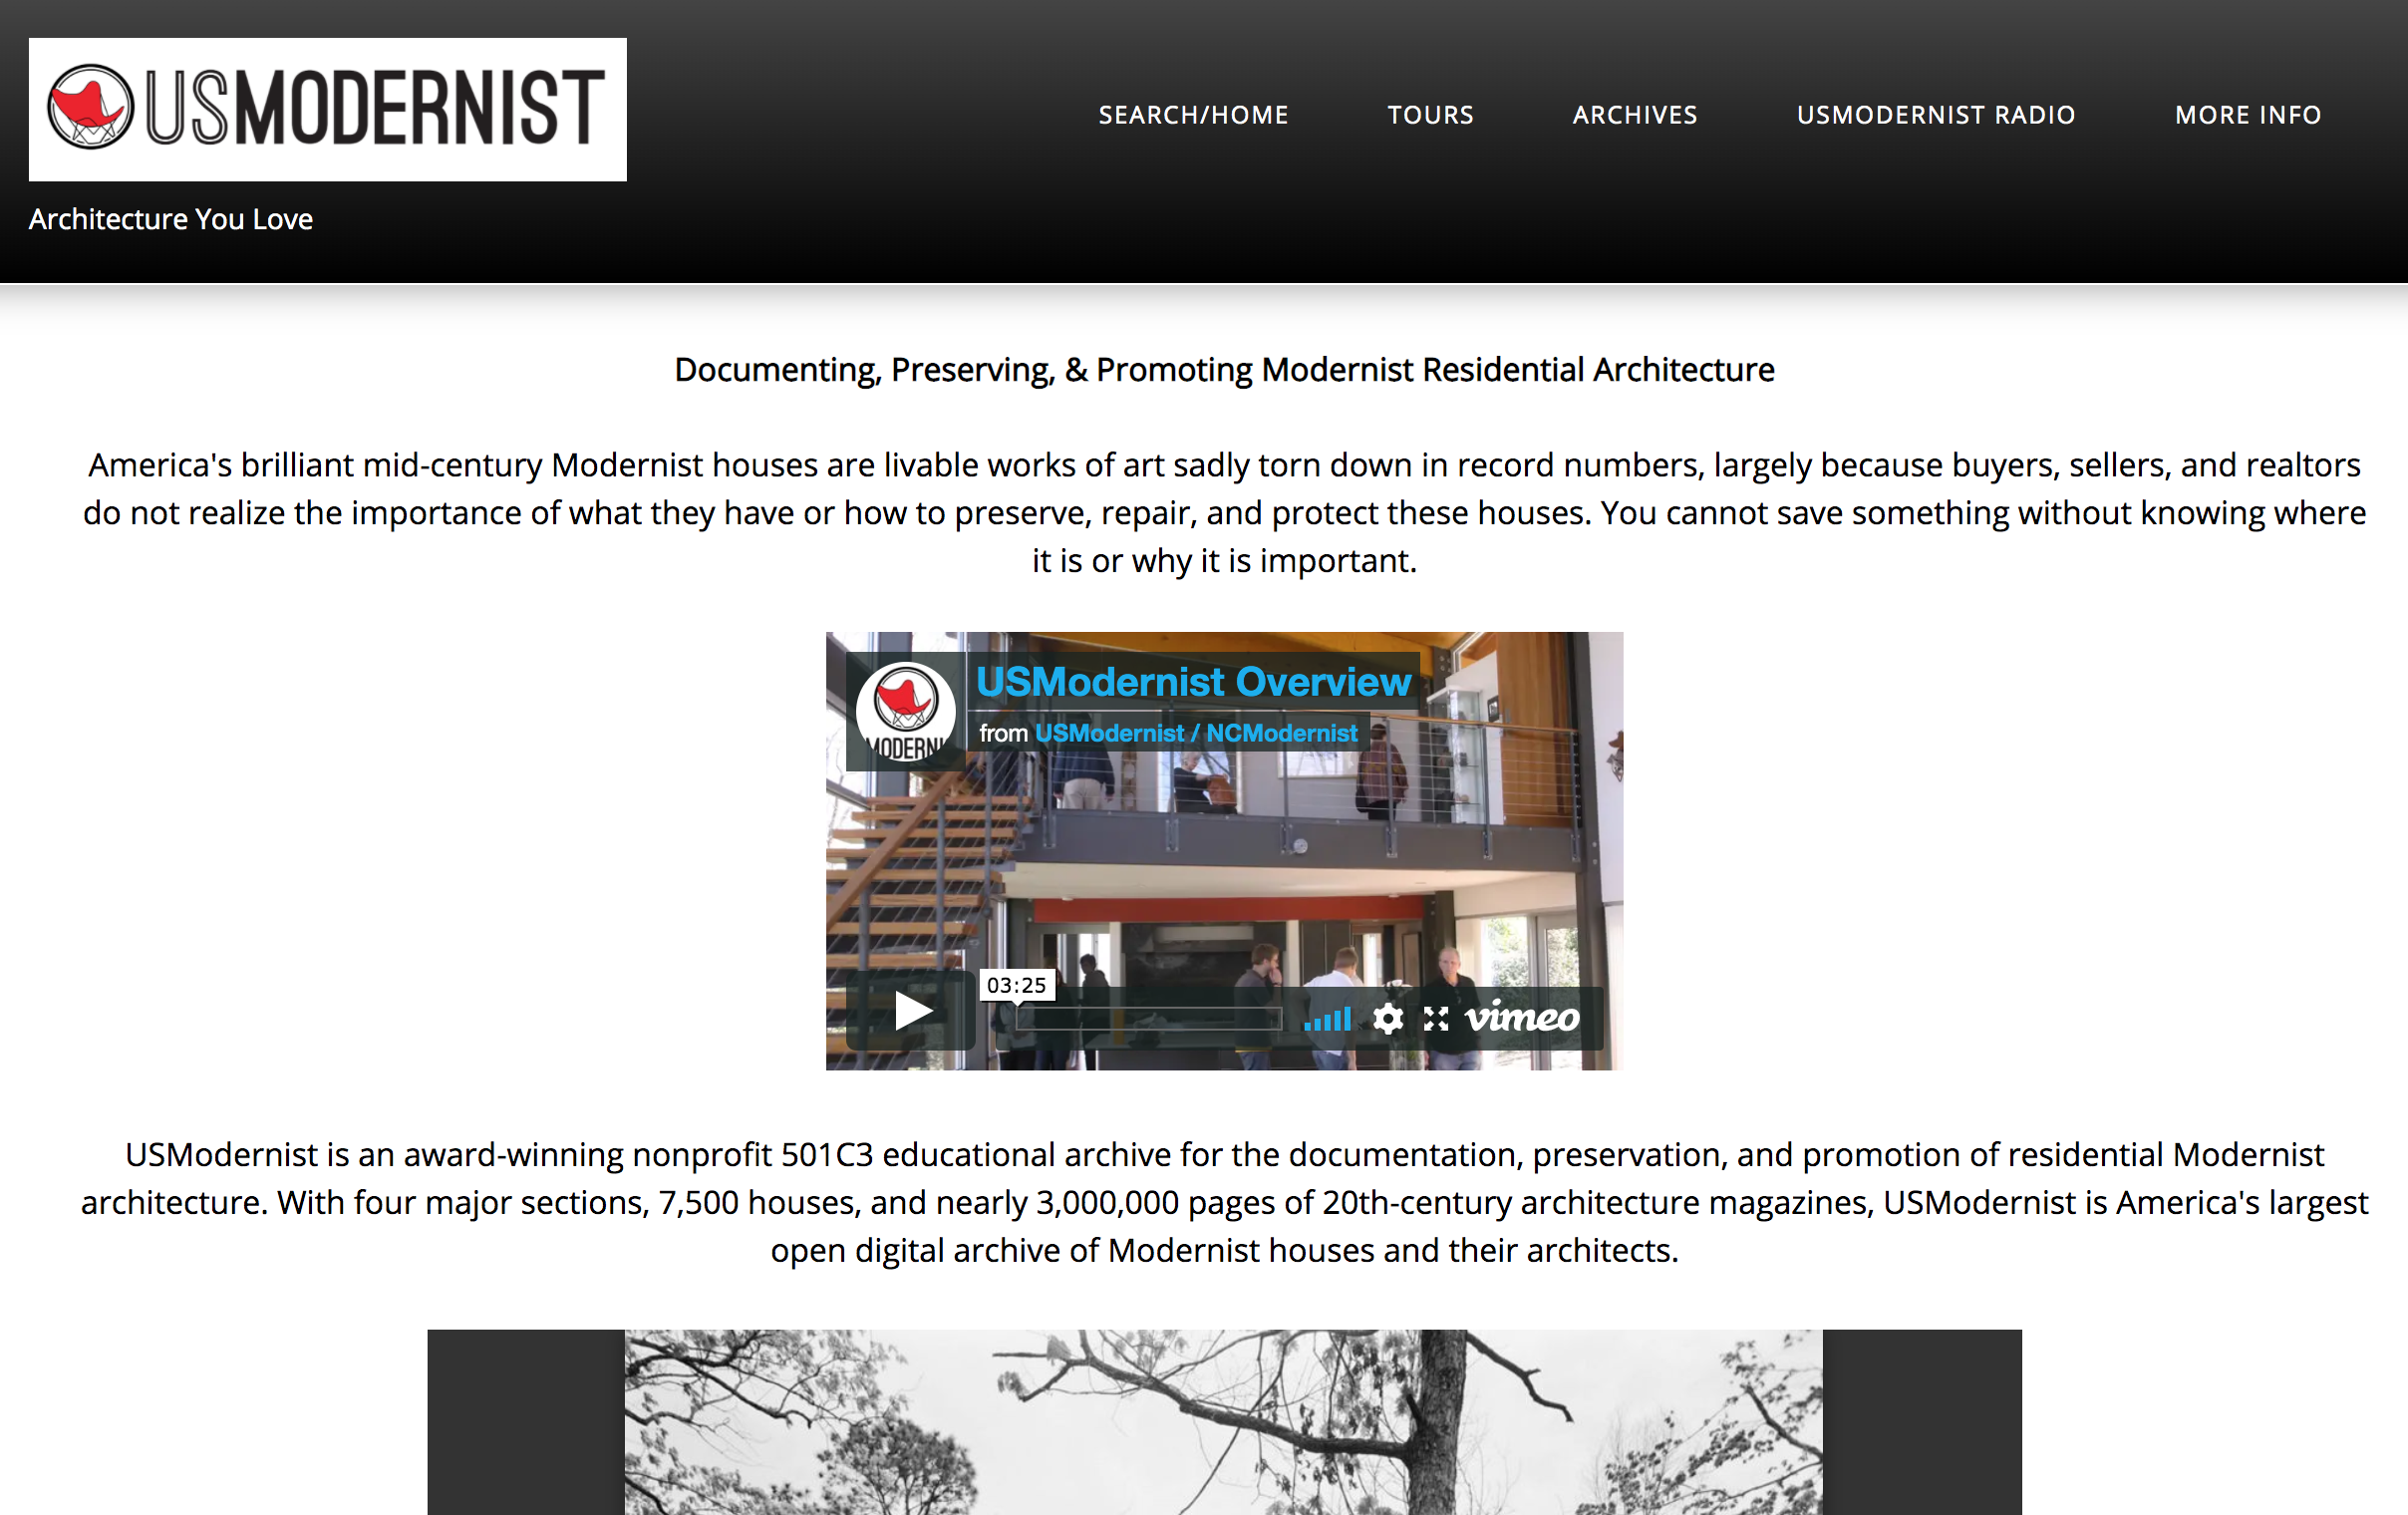 USMODERNIST
SEARCH/HOME
TOURS
ARCHIVES
USMODERNIST RADIO
MORE INFO
Architecture You Love
Documenting, Preserving, & Promoting Modernist Residential Architecture
America's brilliant mid-century Modernist houses are livable works of art sadly torn down in record numbers, largely because buyers, sellers, and realtors
do not realize the importance of what they have or how to preserve, repair, and protect these houses. You cannot save something without knowing where
it is or why it is important.
USModernist Overview
MODERNI
from USModernist / NCModernist
03:25
vimeo
USModernist is an award-winning nonprofit 501C3 educational archive for the documentation, preservation, and promotion of residential Modernist
architecture. With four major sections, 7,500 houses, and nearly 3,000,000 pages of 20th-century architecture magazines, USModernist is America's largest
open digital archive of Modernist houses and their architects.